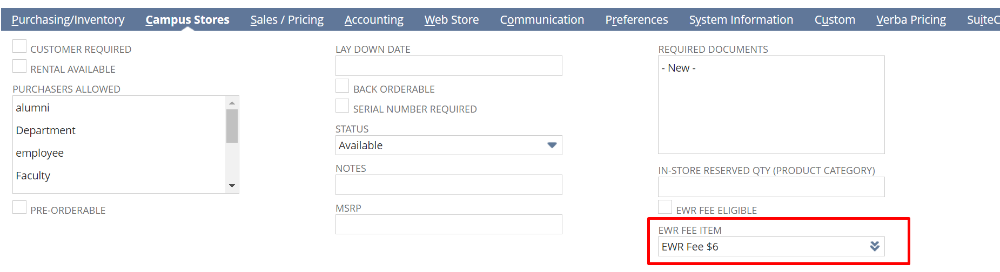 Purchasing/Inventory Campus Stores Sales / Pricing Accounting Web Store Communication Preferences System Information Custom Verba Pricing SuiteC
CUSTOMER REQUIRED
RENTAL AVAILABLE
PURCHASERS ALLOWED
alumni
Department
employee
Faculty
PRE-ORDERABLE
LAY DOWN DATE
BACK ORDERABLE
SERIAL NUMBER REQUIRED
STATUS
Available
NOTES
MSRP
REQUIRED DOCUMENTS
- New -
IN-STORE RESERVED QTY (PRODUCT CATEGORY)
EWR FEE ELIGIBLE
EWR FEE ITEM
EWR Fee $6